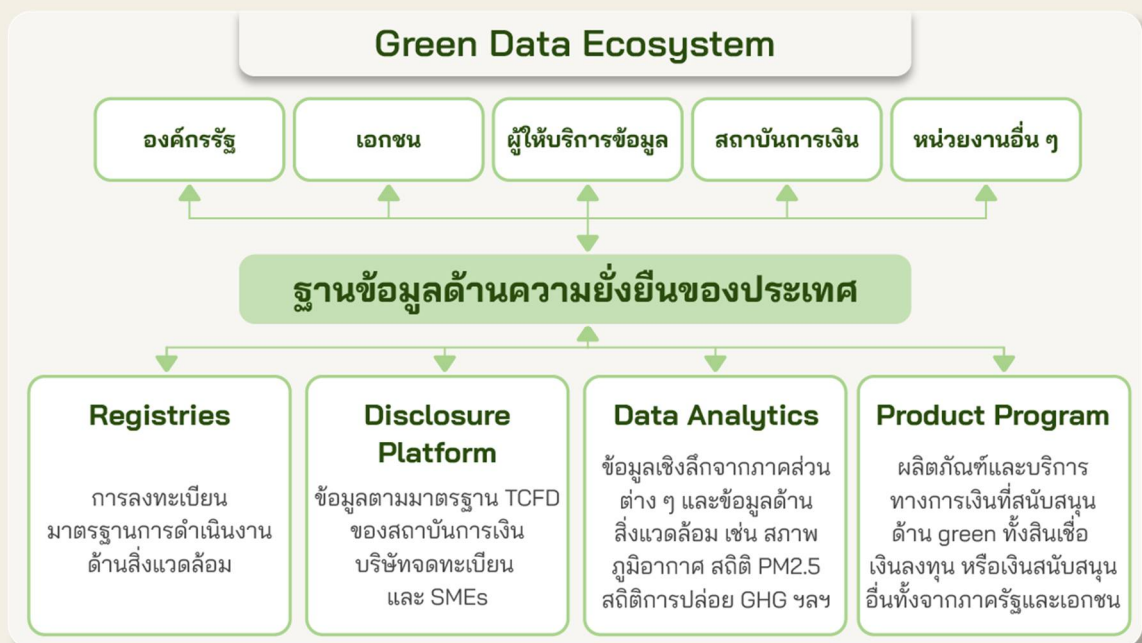 Green Data Ecosystem
องค์กรรัฐ
เอกชน
ผู้ให้บริการข้อมูล
สถาบันการเงิน
หน่วยงานอื่น ๆ
ฐานข้อมูลด้านความยั่งยืนของประเทศ
Registries
การลงทะเบียน
มาตรฐานการดำเนินงาน
ด้านสิ่งแวดล้อม
Disclosure
Platform
ข้อมูลตามมาตรฐาน TCFD
ของสถาบันการเงิน
บริษัทจดทะเบียน
และ SMEs
Data Analytics
ข้อมูลเชิงลึกจากภาคส่วน
ต่าง ๆ และข้อมูลด้าน
สิ่งแวดล้อม เช่น สภาพ
ภูมิอากาศ สถิติ PM2.5
สถิติการปล่อย GHG ฯลฯ
Product Program
ผลิตภัณฑ์และบริการ
ทางการเงินที่สนับสนุน
ด้าน green ทั้งสินเชื่อ
เงินลงทุน หรือเงินสนับสนุน
อื่นทั้งจากภาครัฐและเอกชน